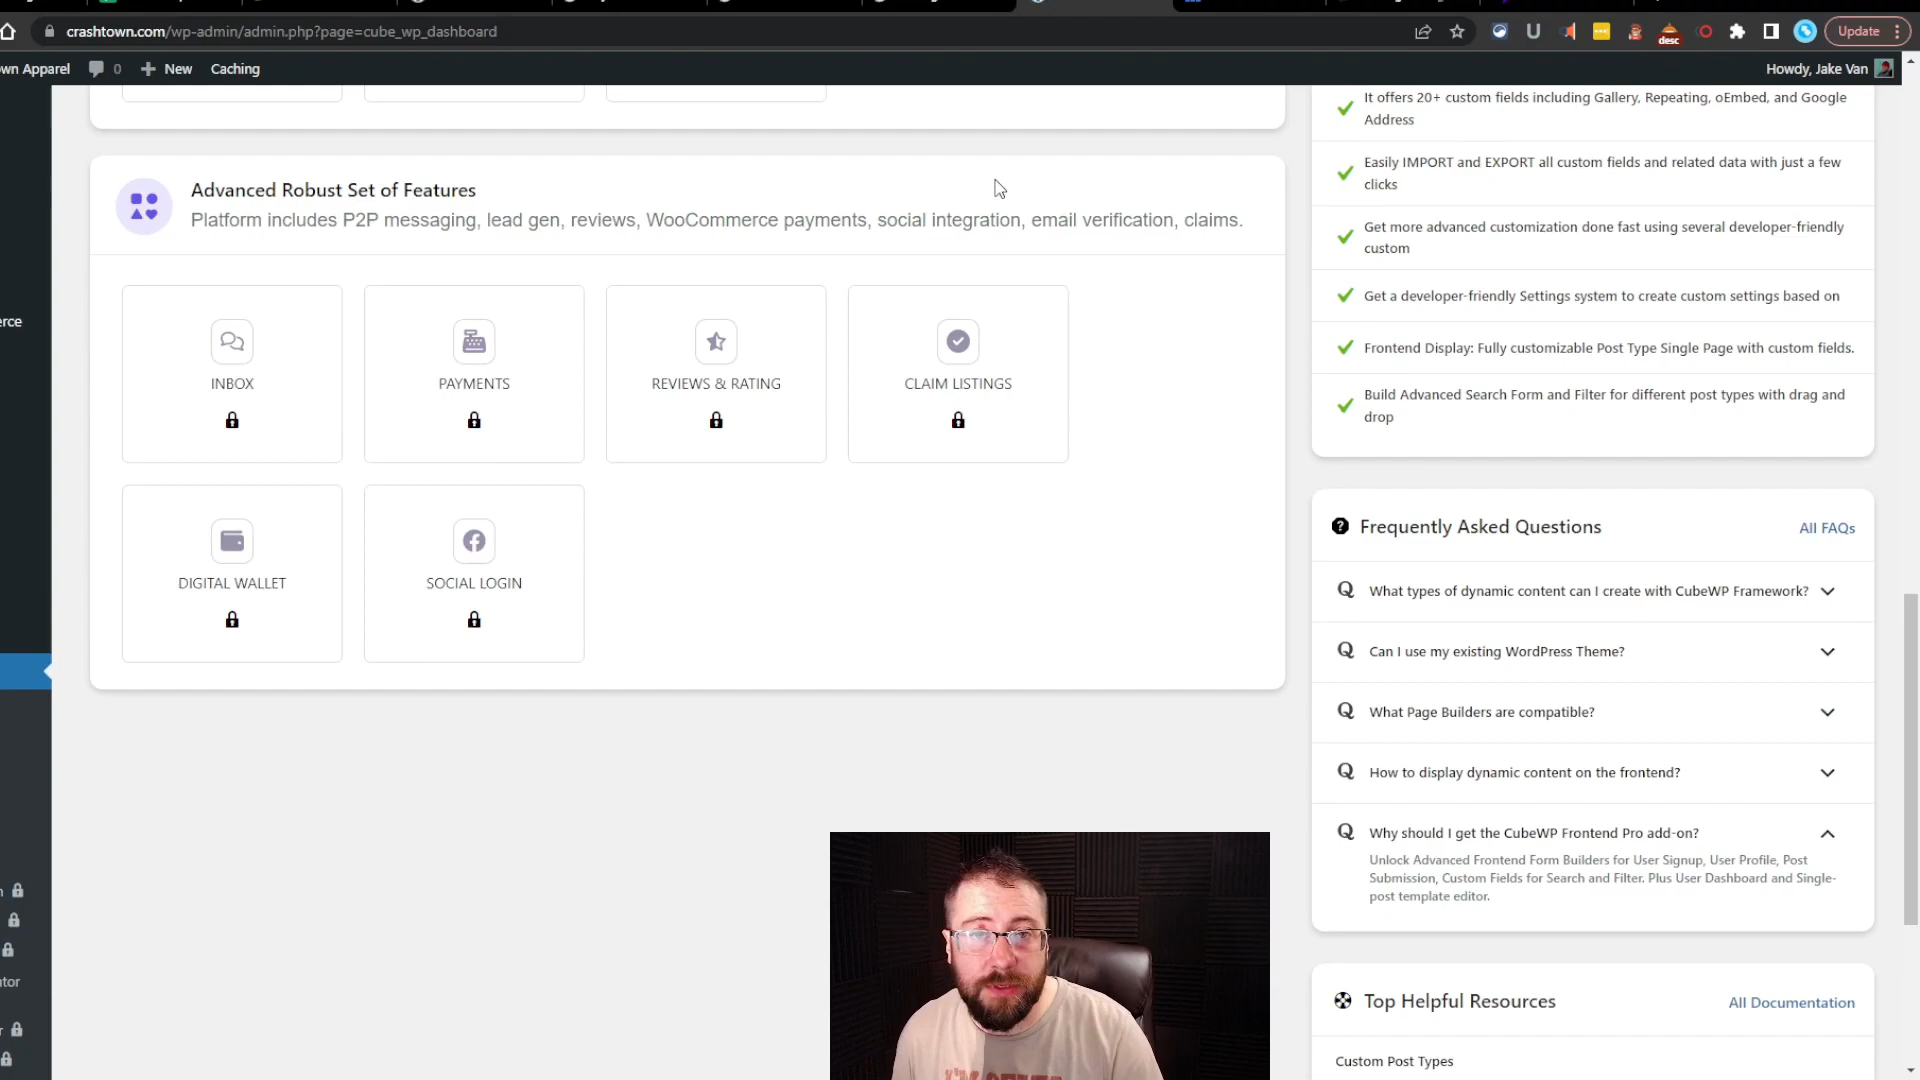 crashtown.com/wp-admin/admin.php?page=cube_wp_dashboard
desc
Update
wn Apparel
0
New
Caching
Howdy, Jake Van
It offers 20+ custom fields including Gallery, Repeating, oEmbed, and Google
Address
Easily IMPORT and EXPORT all custom fields and related data with just a few
clicks
Get more advanced customization done fast using several developer-friendly
custom
Get a developer-friendly Settings system to create custom settings based on
Frontend Display: Fully customizable Post Type Single Page with custom fields.
Build Advanced Search Form and Filter for different post types with drag and
drop
Advanced Robust Set of Features
Platform includes P2P messaging, lead gen, reviews, WooCommerce payments, social integration, email verification, claims.
INBOX
PAYMENTS
REVIEWS & RATING
CLAIM LISTINGS
DIGITAL WALLET
SOCIAL LOGIN
erce
ntor
Frequently Asked Questions
All FAQs
Q What types of dynamic content can I create with CubeWP Framework?
Q Can I use my existing WordPress Theme?
Q What Page Builders are compatible?
Q How to display dynamic content on the frontend?
Q Why should I get the CubeWP Frontend Pro add-on?
Unlock Advanced Frontend Form Builders for User Signup, User Profile, Post
Submission, Custom Fields for Search and Filter. Plus User Dashboard and Single-
post template editor.
Top Helpful Resources
All Documentation
Custom Post Types